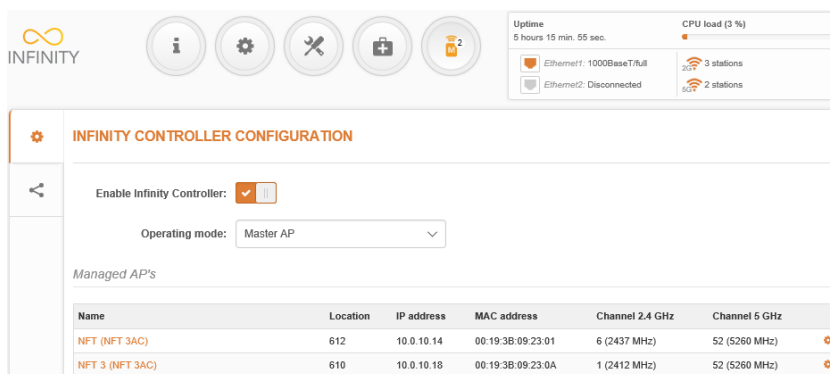 INFINITY
i
M 2
Uptime
5 hours 15 min. 55 sec.
CPU load (3 %)
Ethernet1: 1000BaseT/full
2G 3 stations
Ethernet2: Disconnected
5G 2 stations
INFINITY CONTROLLER CONFIGURATION
Enable Infinity Controller:
Operating mode: Master AP
Managed AP's
Name Location IP address MAC address Channel 2.4 GHz Channel 5 GHz
NFT (NFT 3AC) 612 10.0.10.14 00:19:3B:09:23:01 6 (2437 MHz) 52 (5260 MHz)
NFT 3 (NFT 3AC) 610 10.0.10.18 00:19:3B:09:23:0A 1 (2412 MHz) 52 (5260 MHz)